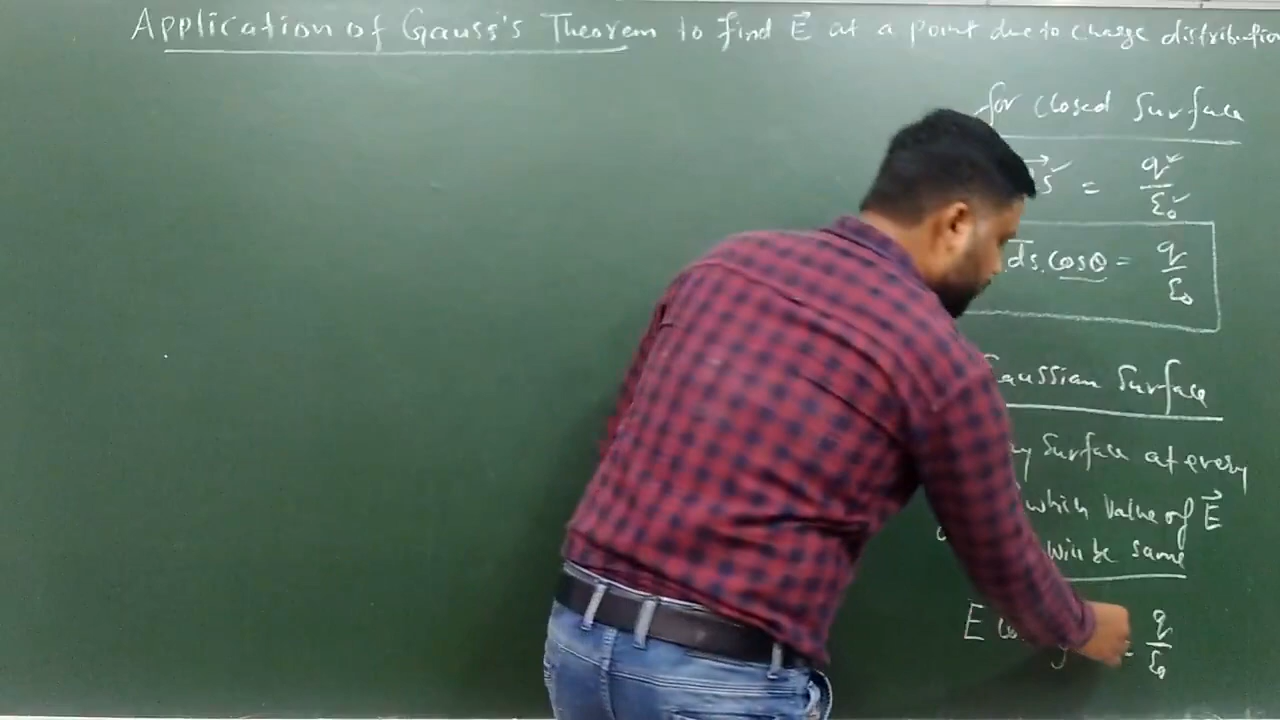 Application of Gauss's Theorem to find E⃗ at a point due to charge distribution
for closed Surface
= q/ε₀
ds. cosθ = q/ε₀
Gaussian Surface
Surface at every
which value of E⃗
will be same
E = q/ε₀